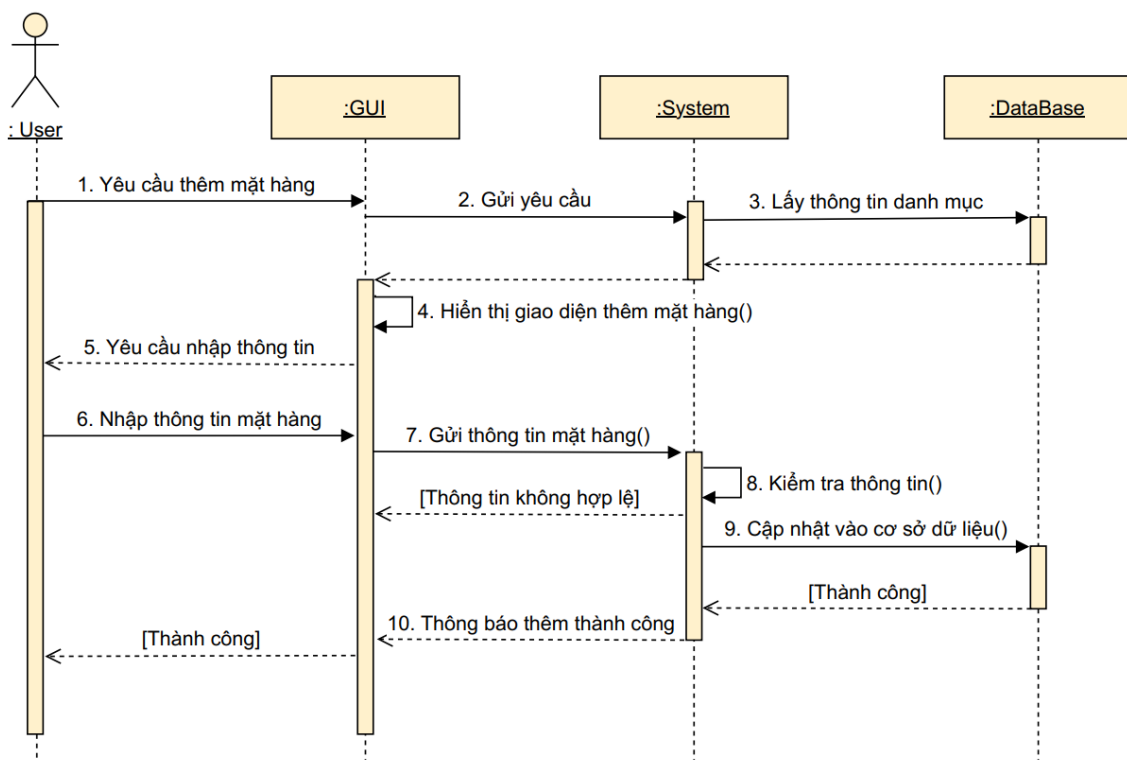 : User
:GUI
:System
:DataBase
1. Yêu cầu thêm mặt hàng
2. Gửi yêu cầu
3. Lấy thông tin danh mục
4. Hiển thị giao diện thêm mặt hàng()
5. Yêu cầu nhập thông tin
6. Nhập thông tin mặt hàng
7. Gửi thông tin mặt hàng()
8. Kiểm tra thông tin()
[Thông tin không hợp lệ]
9. Cập nhật vào cơ sở dữ liệu()
[Thành công]
10. Thông báo thêm thành công
[Thành công]